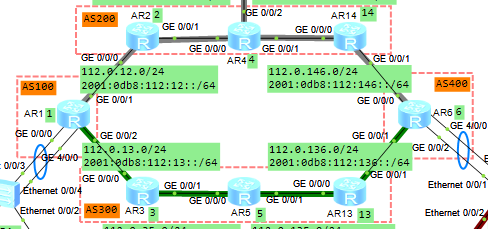 GE 0/0/2
AS200
AR2 2
AR14 14
GE 0/0/1
GE 0/0/1
GE 0/0/0
GE 0/0/0
AR4 4
GE 0/0/0
GE 0/0/1
112.0.12.0/24
2001:0db8:112:12::/64
112.0.146.0/24
2001:0db8:112:146::/64
AS100
AS400
GE 0/0/1
GE 0/0/1
AR1 1
AR6 6
GE 0/0/0
GE 0/0/2
GE 4/0/0
GE 4/0/0
GE 0/0/2
112.0.13.0/24
2001:0db8:112:13::/64
112.0.136.0/24
2001:0db8:112:136::/64
0/0/3
Ethernet 0/0/4
GE 0/0/0
GE 0/0/1
GE 0/0/0
GE 0/0/1
Ethernet 0/0/1
Ethernet 0/0/2
AS300
AR3 3
GE 0/0/0
AR5 5
GE 0/0/1
AR13 13
Ethernet 0/0/2